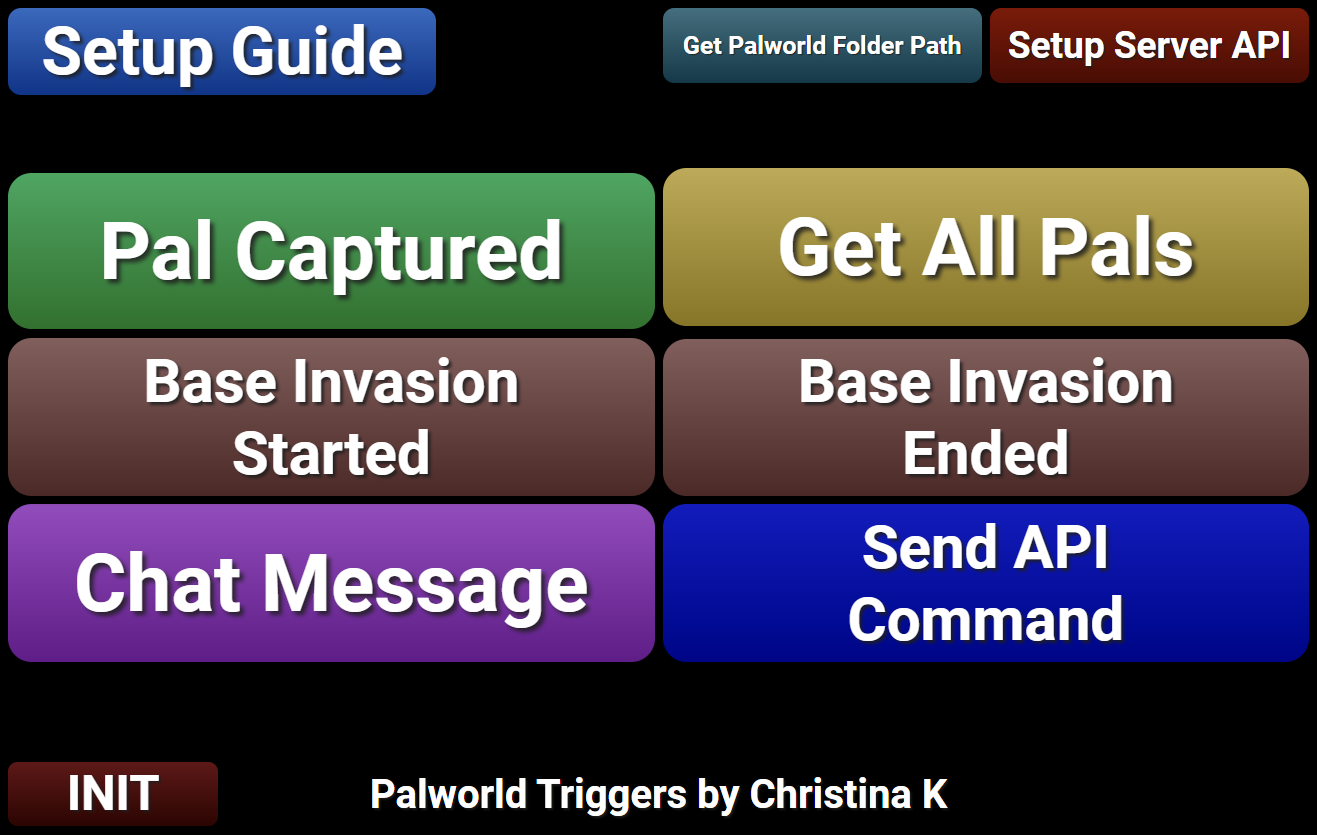 Setup Guide
Get Palworld Folder Path
Setup Server API
Pal Captured
Get All Pals
Base Invasion
Started
Base Invasion
Ended
Chat Message
Send API
Command
INIT
Palworld Triggers by Christina K